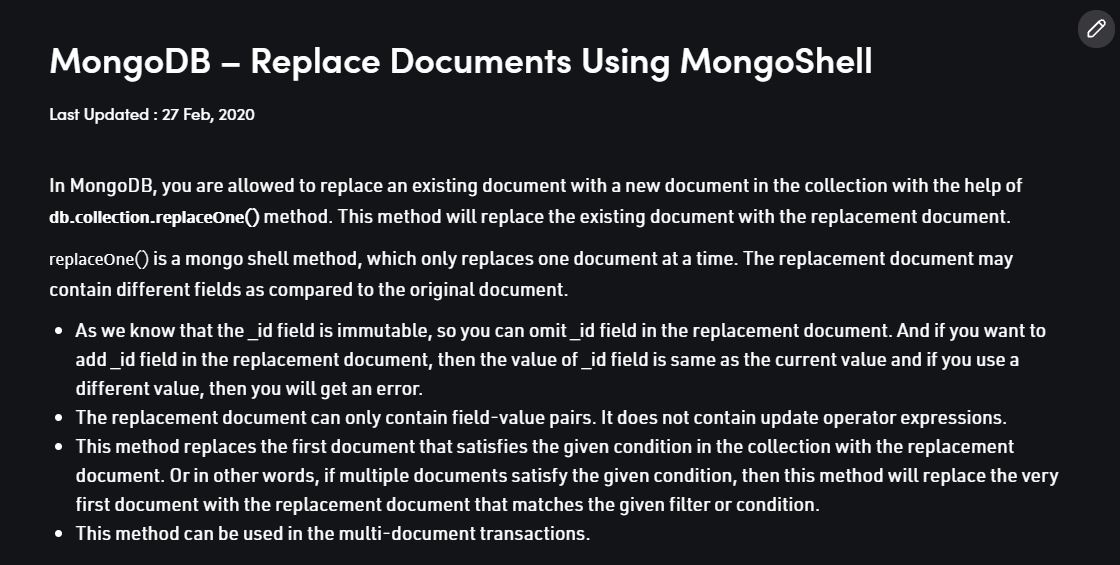 MongoDB – Replace Documents Using MongoShell
Last Updated : 27 Feb, 2020
In MongoDB, you are allowed to replace an existing document with a new document in the collection with the help of
db.collection.replaceOne() method. This method will replace the existing document with the replacement document.
replaceOne() is a mongo shell method, which only replaces one document at a time. The replacement document may
contain different fields as compared to the original document.
• As we know that the _id field is immutable, so you can omit _id field in the replacement document. And if you want to
add _id field in the replacement document, then the value of _id field is same as the current value and if you use a
different value, then you will get an error.
• The replacement document can only contain field-value pairs. It does not contain update operator expressions.
• This method replaces the first document that satisfies the given condition in the collection with the replacement
document. Or in other words, if multiple documents satisfy the given condition, then this method will replace the very
first document with the replacement document that matches the given filter or condition.
• This method can be used in the multi-document transactions.